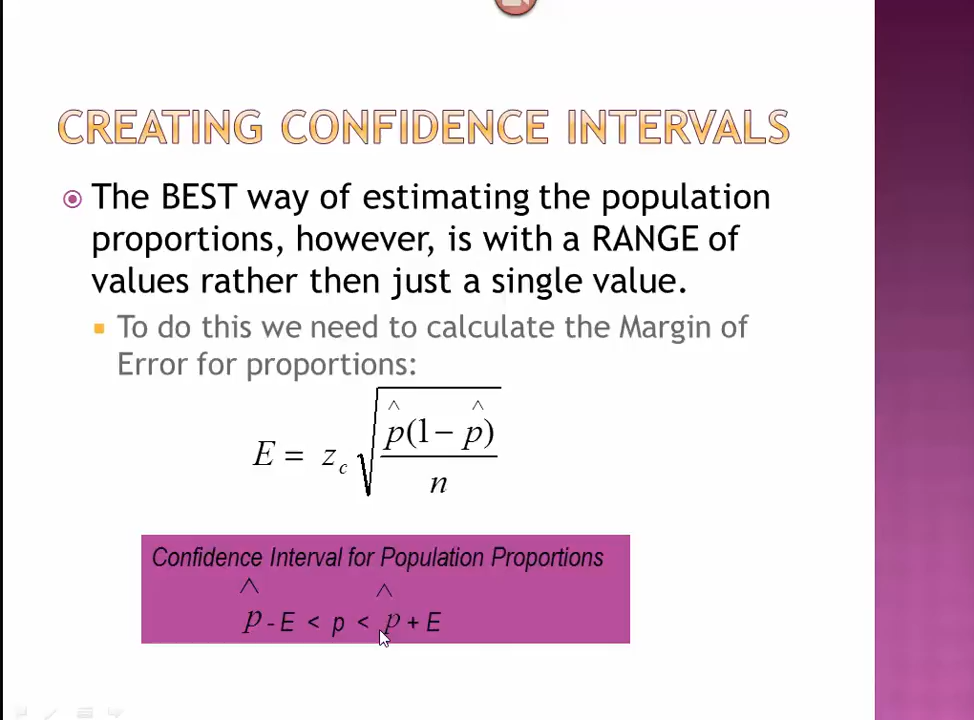 CREATING CONFIDENCE INTERVALS
The BEST way of estimating the population
proportions, however, is with a RANGE of
values rather then just a single value.
To do this we need to calculate the Margin of
Error for proportions:
E = z_c √(p̂(1 − p̂)/n)
Confidence Interval for Population Proportions
p̂ - E < p < p̂ + E